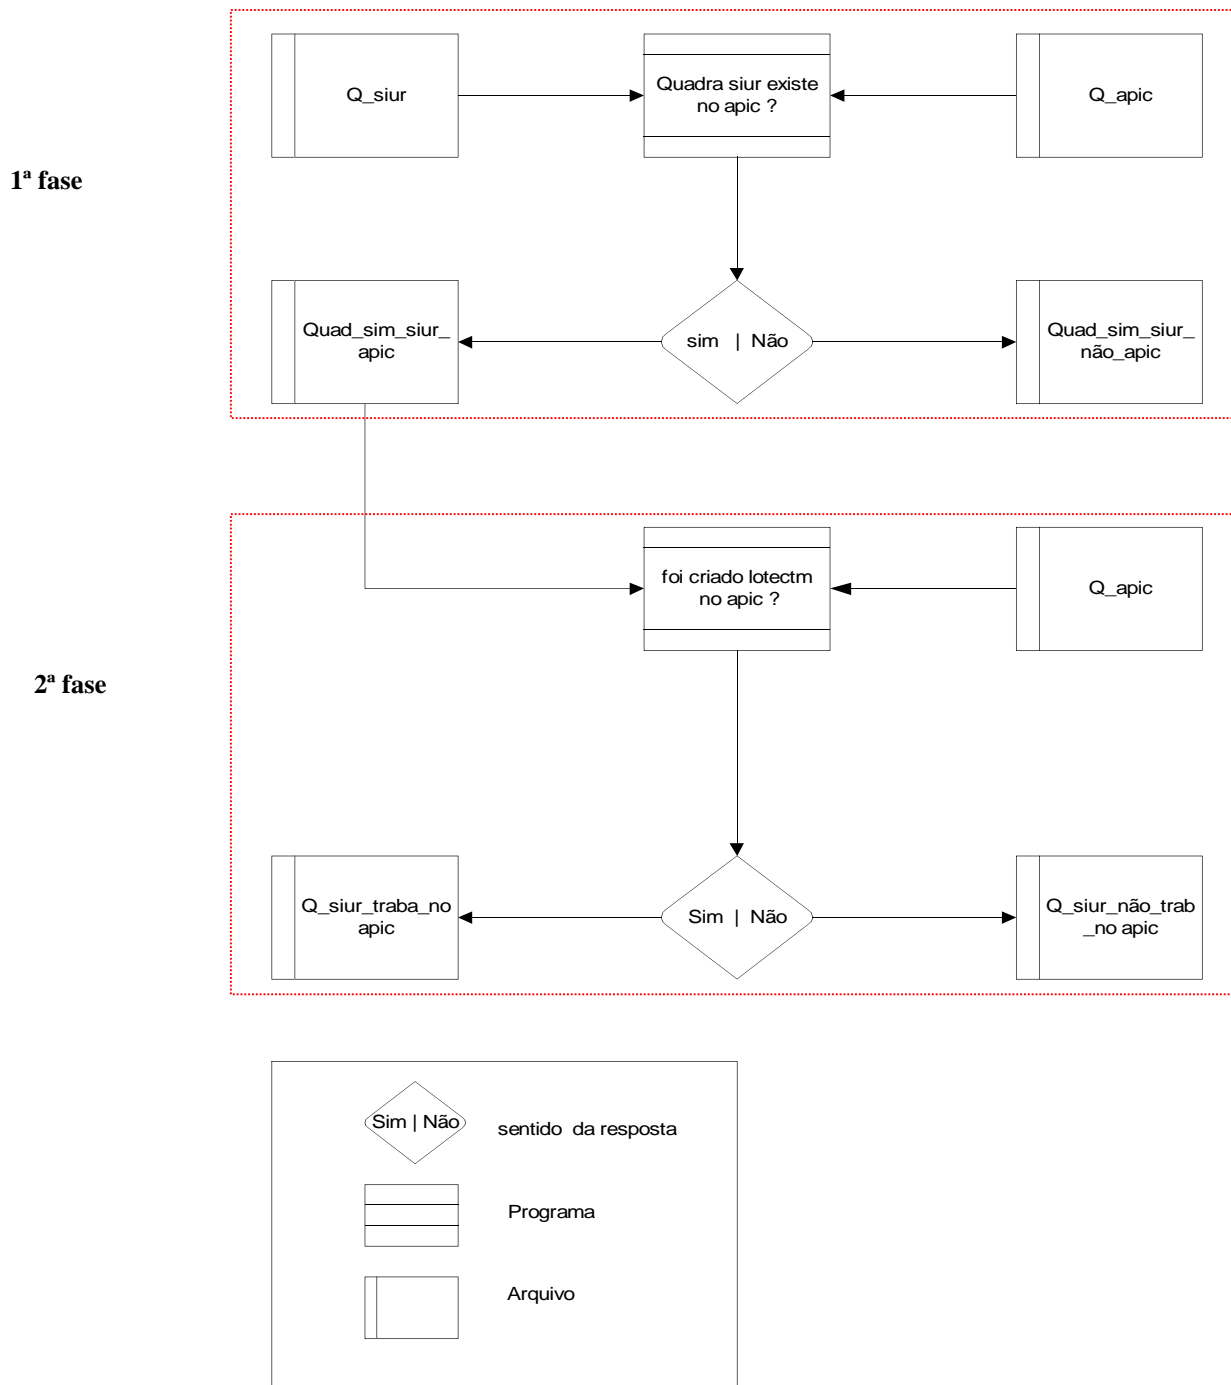 Q_siur
Quadra siur existe
no apic ?
Q_apic
1ª fase
Quad_sim_siur_
apic
sim | Não
Quad_sim_siur_
não_apic
foi criado lotectm
no apic ?
Q_apic
2ª fase
Q_siur_traba_no
apic
Sim | Não
Q_siur_não_trab
_no apic
Sim | Não
sentido da resposta
Programa
Arquivo